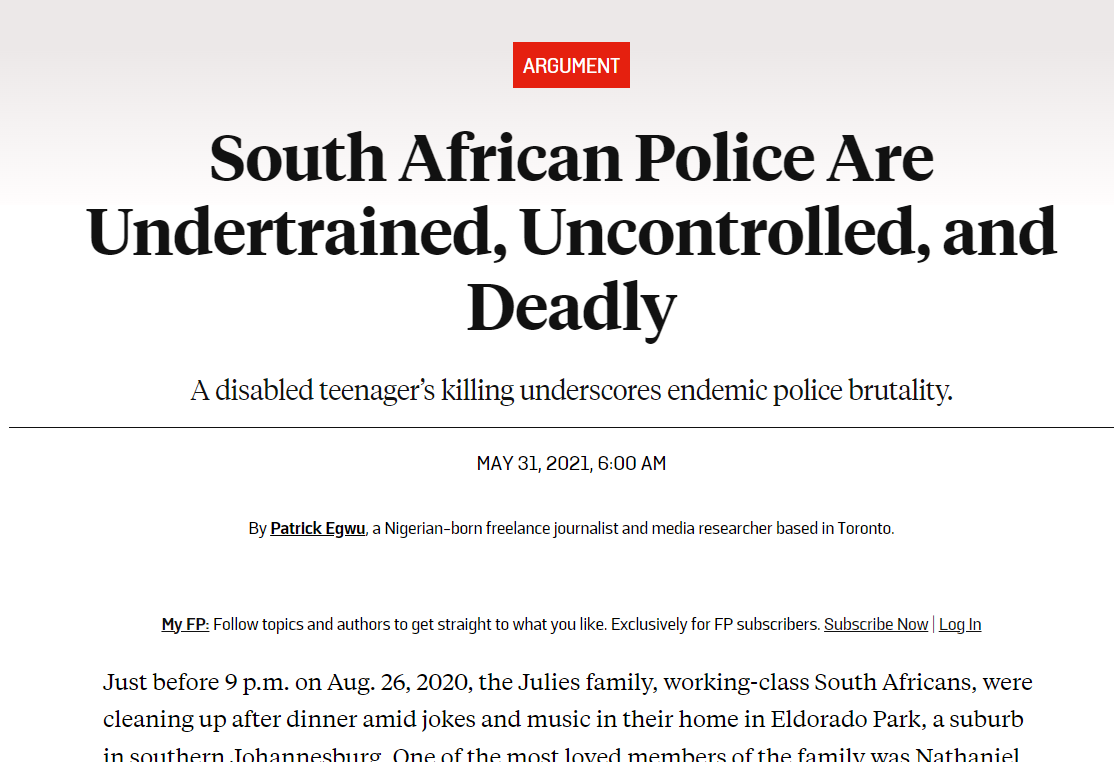 ARGUMENT
South African Police Are
Undertrained, Uncontrolled, and
Deadly
A disabled teenager’s killing underscores endemic police brutality.
MAY 31, 2021, 6:00 AM
By Patrick Egwu, a Nigerian-born freelance journalist and media researcher based in Toronto.
My FP: Follow topics and authors to get straight to what you like. Exclusively for FP subscribers. Subscribe Now | Log In
Just before 9 p.m. on Aug. 26, 2020, the Julies family, working-class South Africans, were
cleaning up after dinner amid jokes and music in their home in Eldorado Park, a suburb
in southern Johannesburg. One of the most loved members of the family was Nathaniel